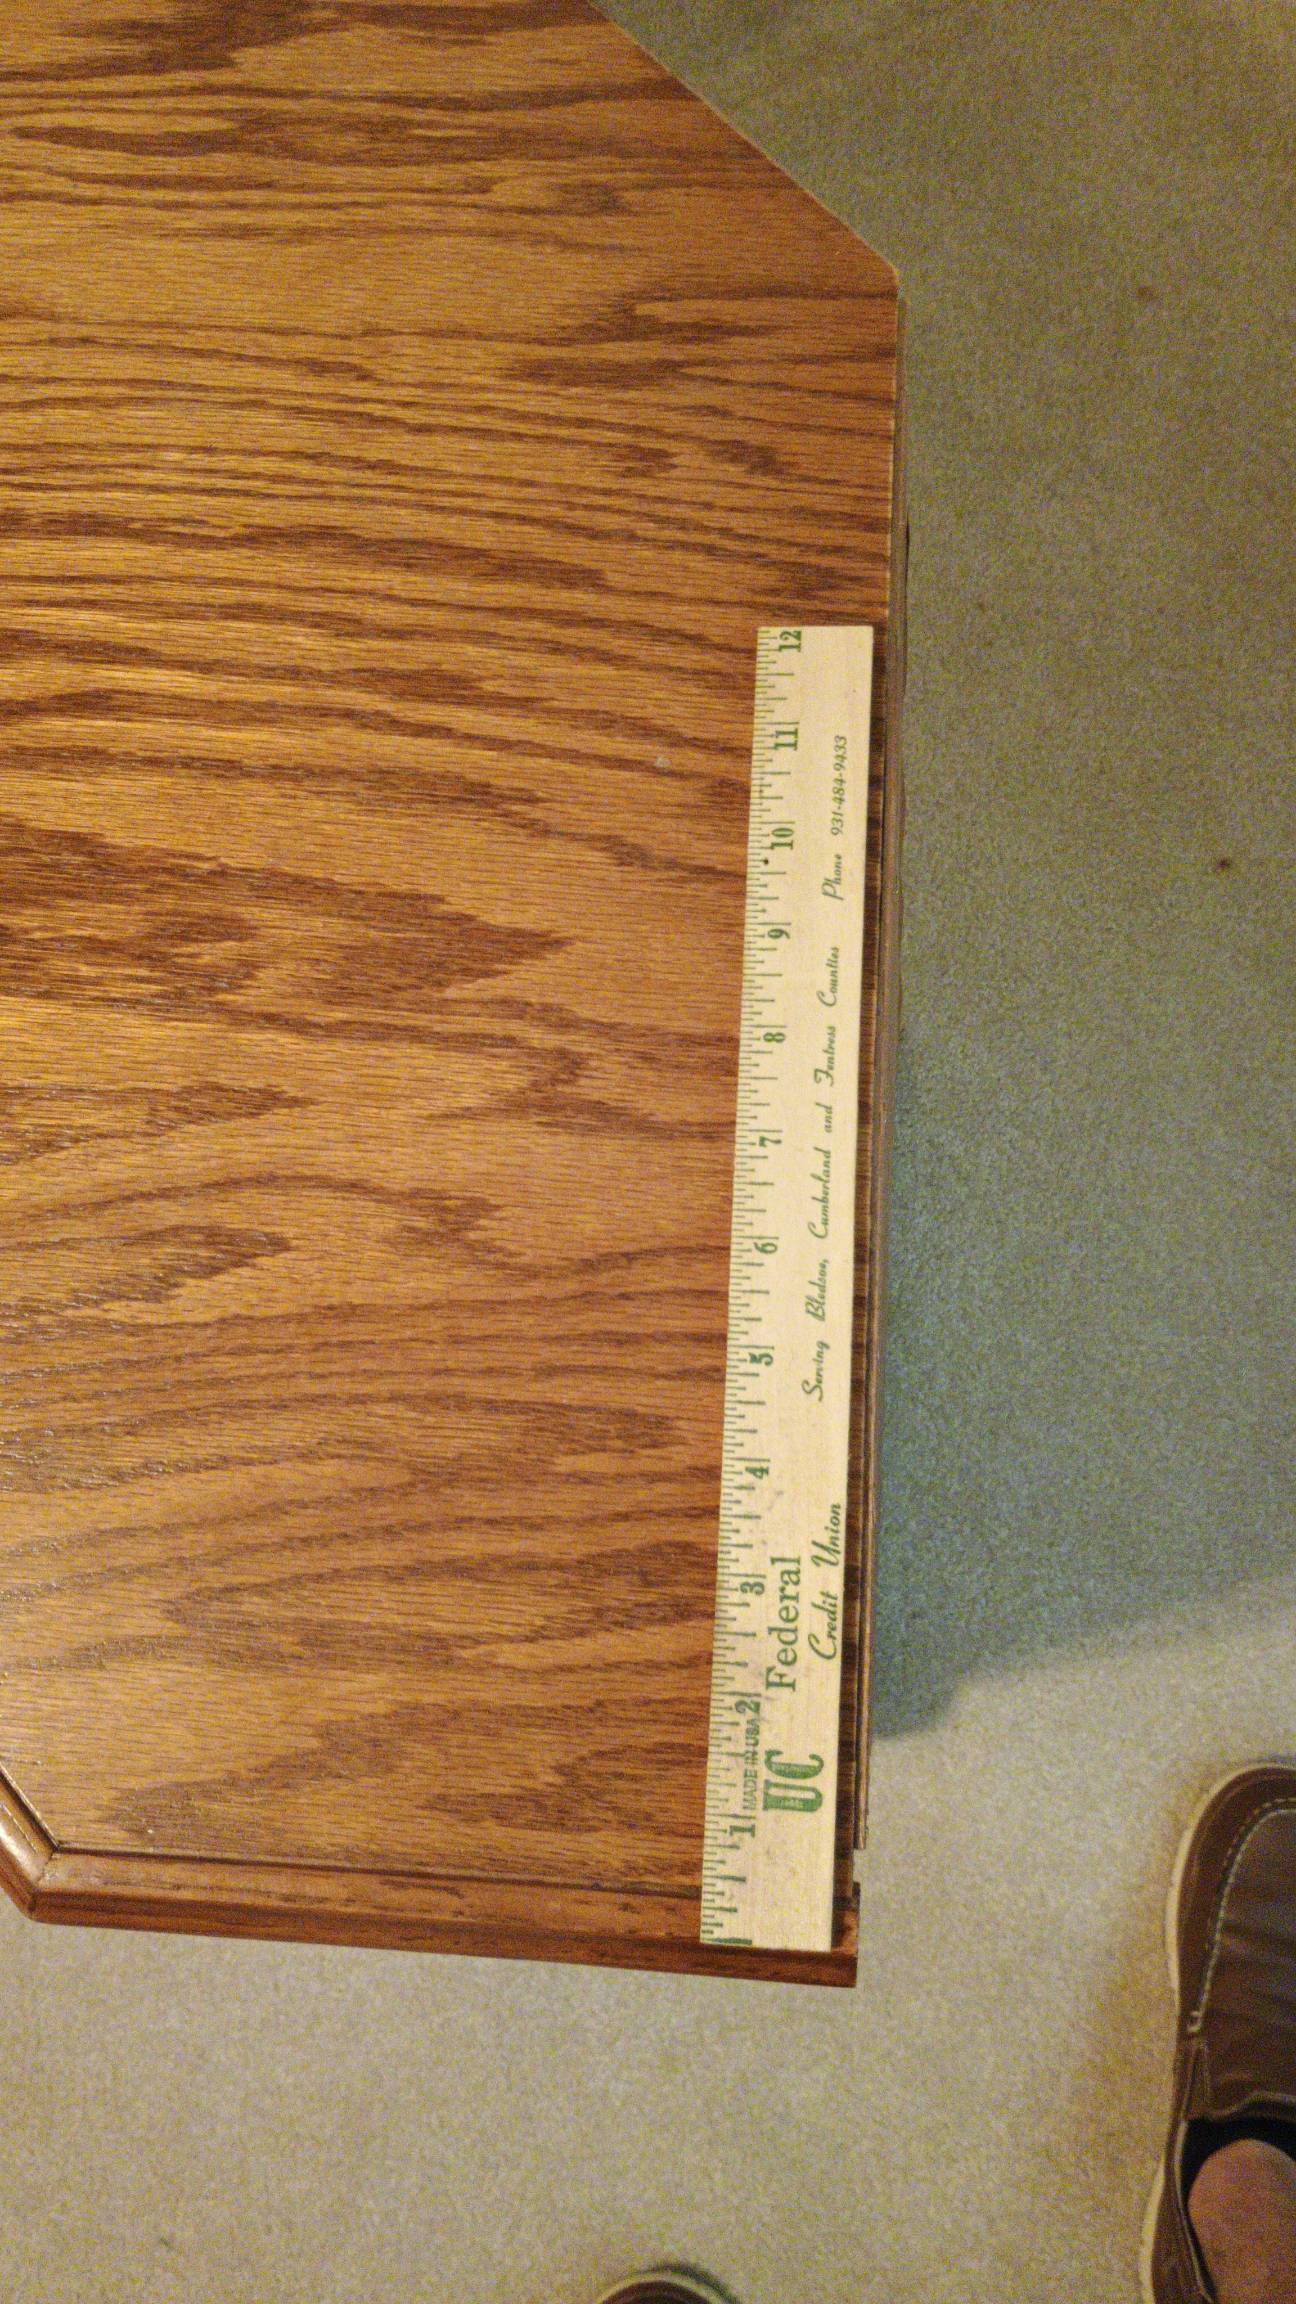 1 2 3 4 5 6 7 8 9 10 11 12
MADE IN USA
UC Federal
Credit Union
Serving Bledsoe, Cumberland and Fentress Counties Phone 931-484-9433